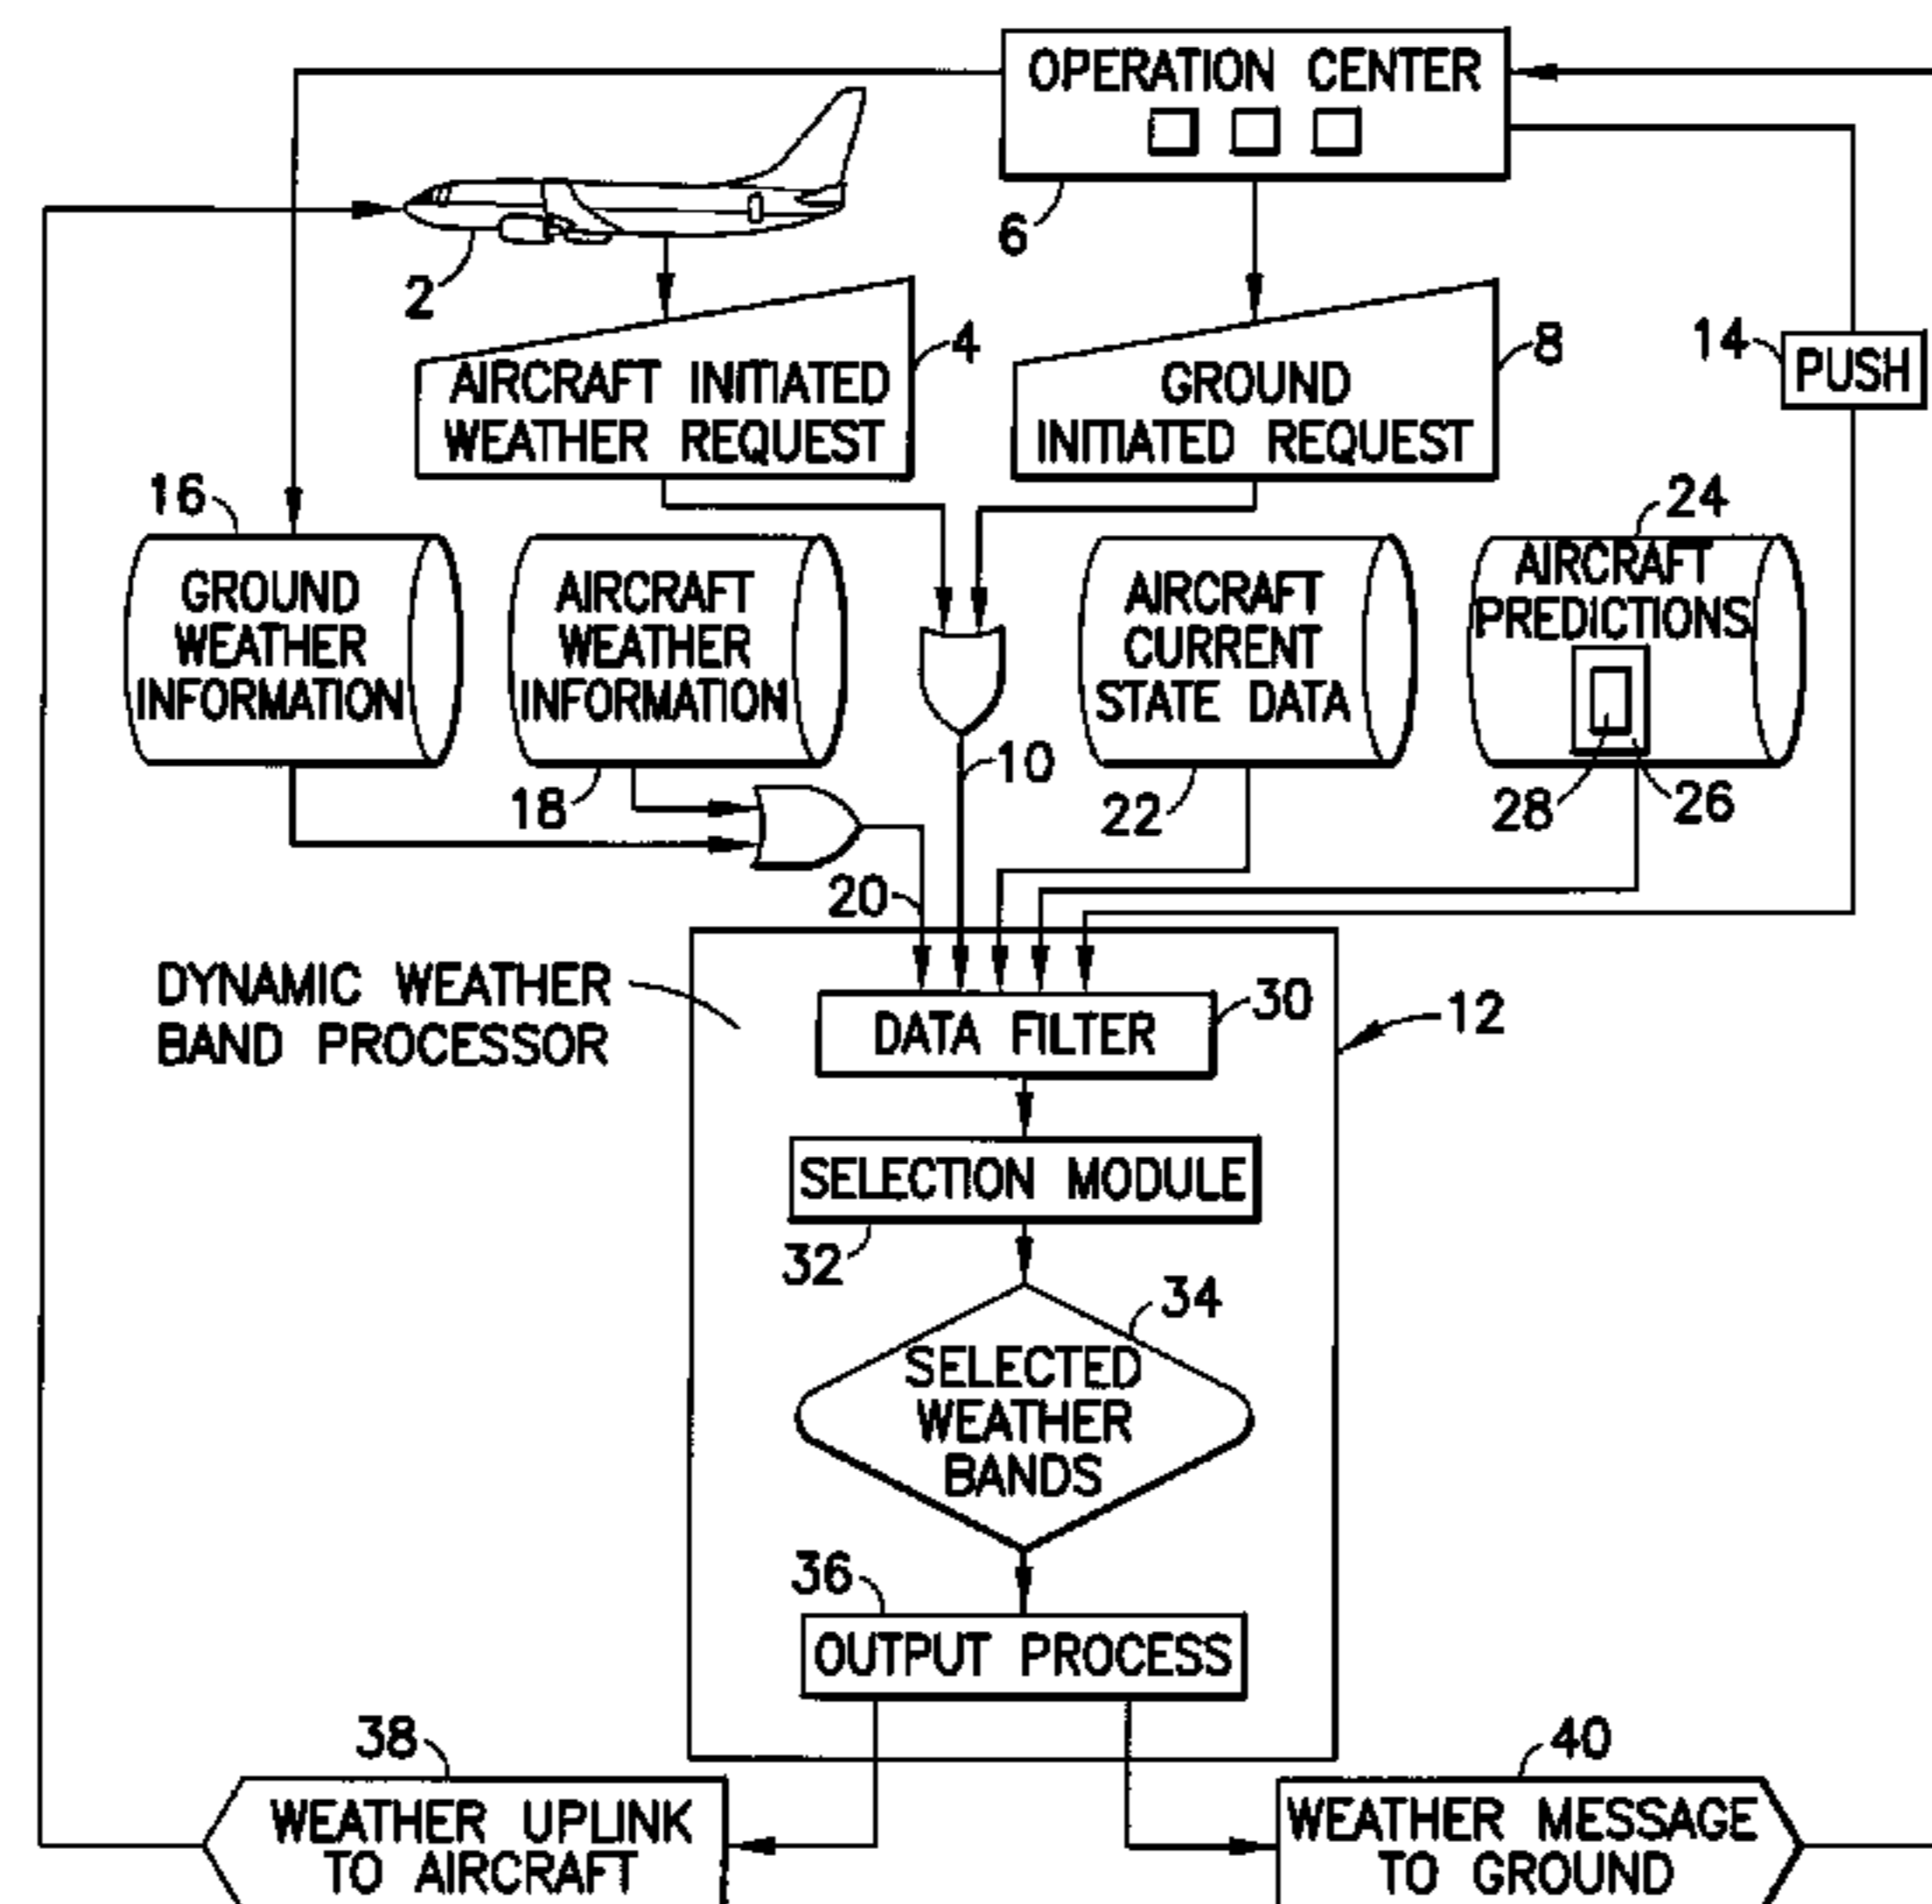 OPERATION CENTER
6
2
AIRCRAFT INITIATED
WEATHER REQUEST
4
GROUND
INITIATED REQUEST
8
14
PUSH
16
GROUND
WEATHER
INFORMATION
AIRCRAFT
WEATHER
INFORMATION
18
10
AIRCRAFT
CURRENT
STATE DATA
22
24
AIRCRAFT
PREDICTIONS
28
26
20
DYNAMIC WEATHER
BAND PROCESSOR
DATA FILTER
30
12
SELECTION MODULE
32
34
SELECTED
WEATHER
BANDS
36
OUTPUT PROCESS
38
WEATHER UPLINK
TO AIRCRAFT
40
WEATHER MESSAGE
TO GROUND